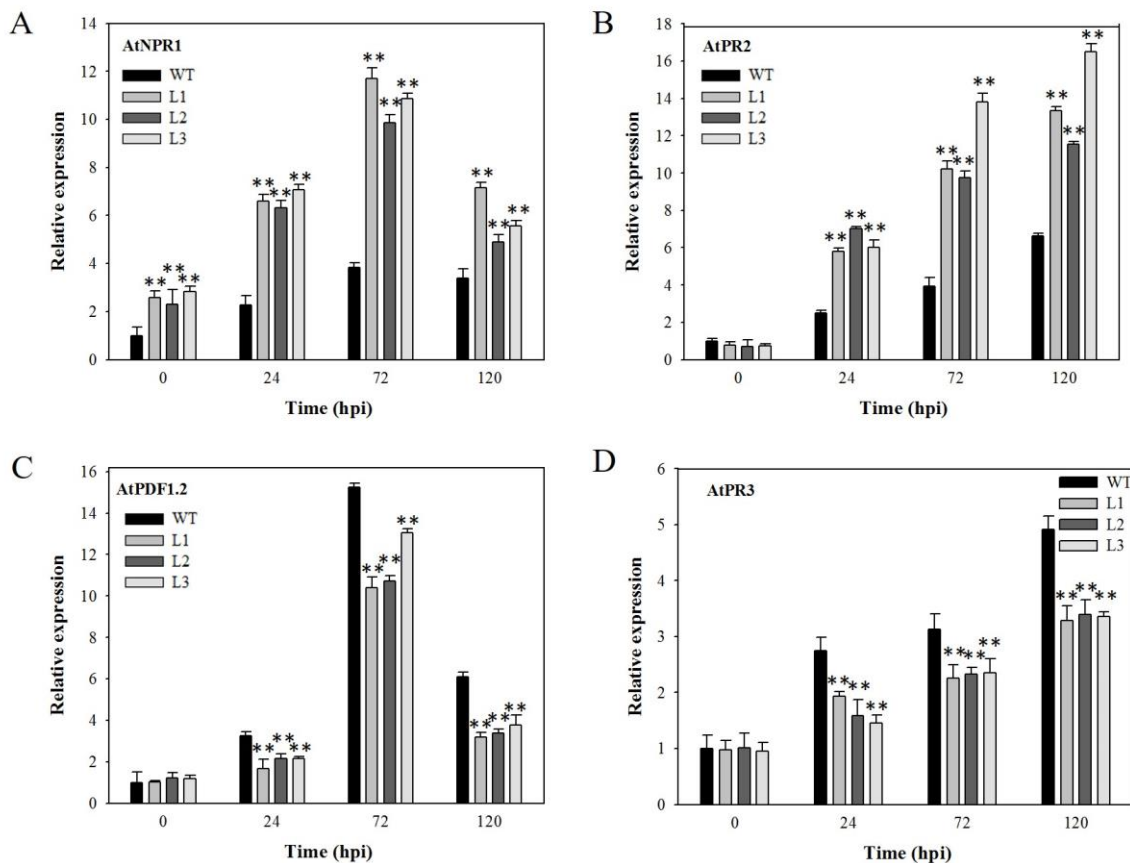 A
AtNPR1
WT
L1
L2
L3
Relative expression
14
12
10
8
6
4
2
0
** ** **
** ** **
** ** **
** ** **
0 24 72 120
Time (hpi)
B
AtPR2
WT
L1
L2
L3
Relative expression
18
16
14
12
10
8
6
4
2
0
** ** **
** ** **
** ** **
0 24 72 120
Time (hpi)
C
AtPDF1.2
WT
L1
L2
L3
Relative expression
16
14
12
10
8
6
4
2
0
** ** **
** ** **
** ** **
0 24 72 120
Time (hpi)
D
AtPR3
WT
L1
L2
L3
Relative expression
6
5
4
3
2
1
0
** ** **
** ** **
** ** **
0 24 72 120
Time (hpi)